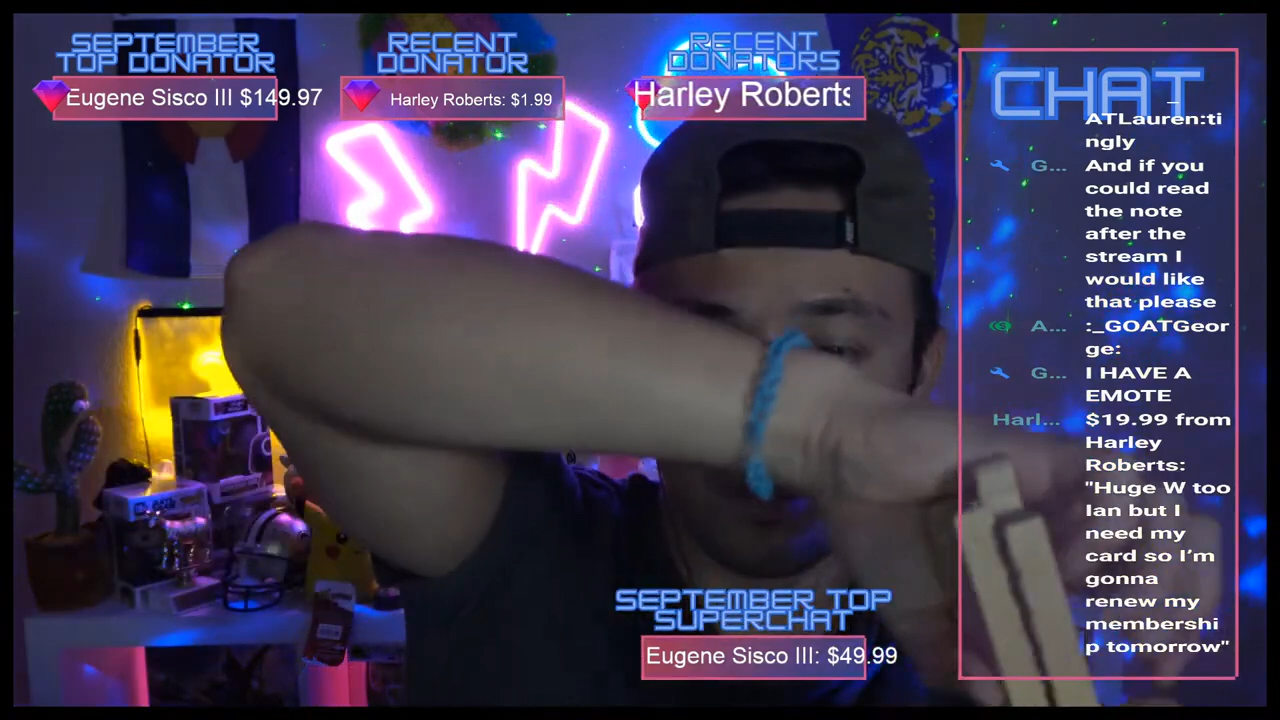 SEPTEMBER
TOP DONATOR
Eugene Sisco III $149.97
RECENT
DONATOR
Harley Roberts: $1.99
RECENT
DONATORS
Harley Roberts
CHAT
ATLauren:ti
ngly
G... And if you
could read
the note
after the
stream I
would like
that please
A... :_GOATGeor
ge:
G... I HAVE A
EMOTE
Harl... $19.99 from
Harley
Roberts:
"Huge W too
Ian but I
need my
card so I'm
gonna
renew my
membershi
p tomorrow"
SEPTEMBER TOP
SUPERCHAT
Eugene Sisco III: $49.99